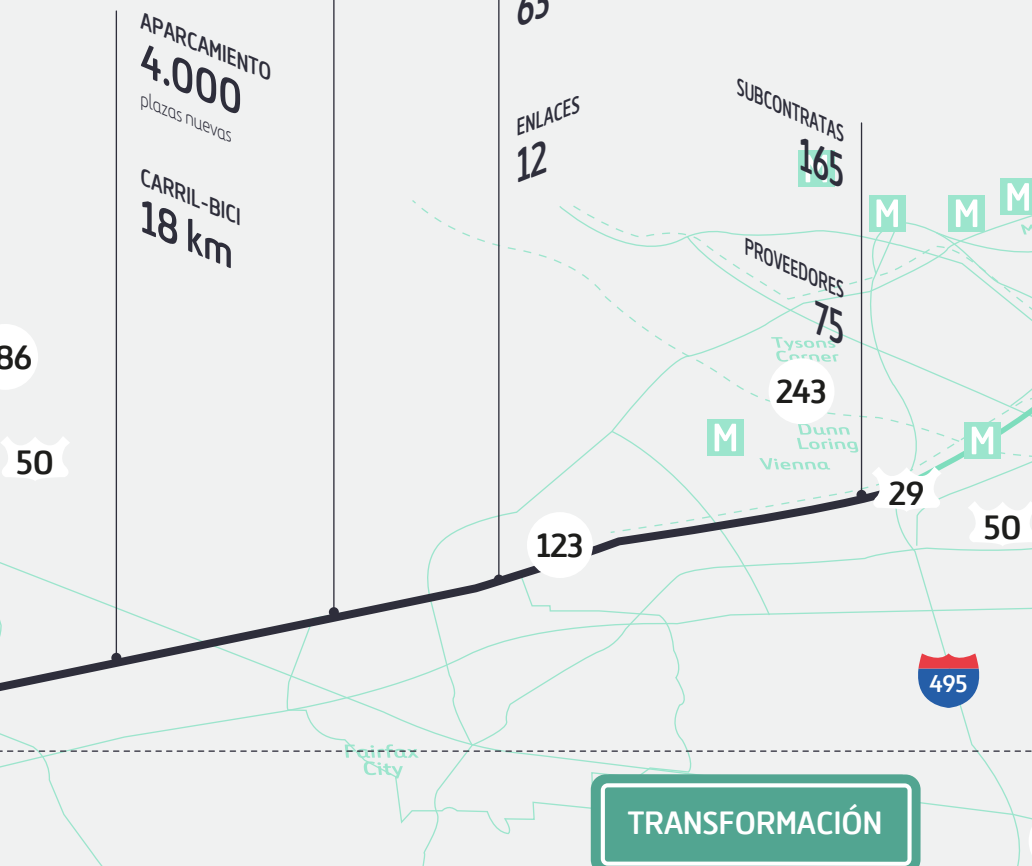 APARCAMIENTO
4.000
plazas nuevas
CARRIL-BICI
18 km
ENLACES
12
SUBCONTRATAS
165
M
M
M
PROVEEDORES
75
Tysons
Corner
243
86
50
M
Dunn
Loring
Vienna
M
29
50
123
495
Fairfax
City
TRANSFORMACIÓN